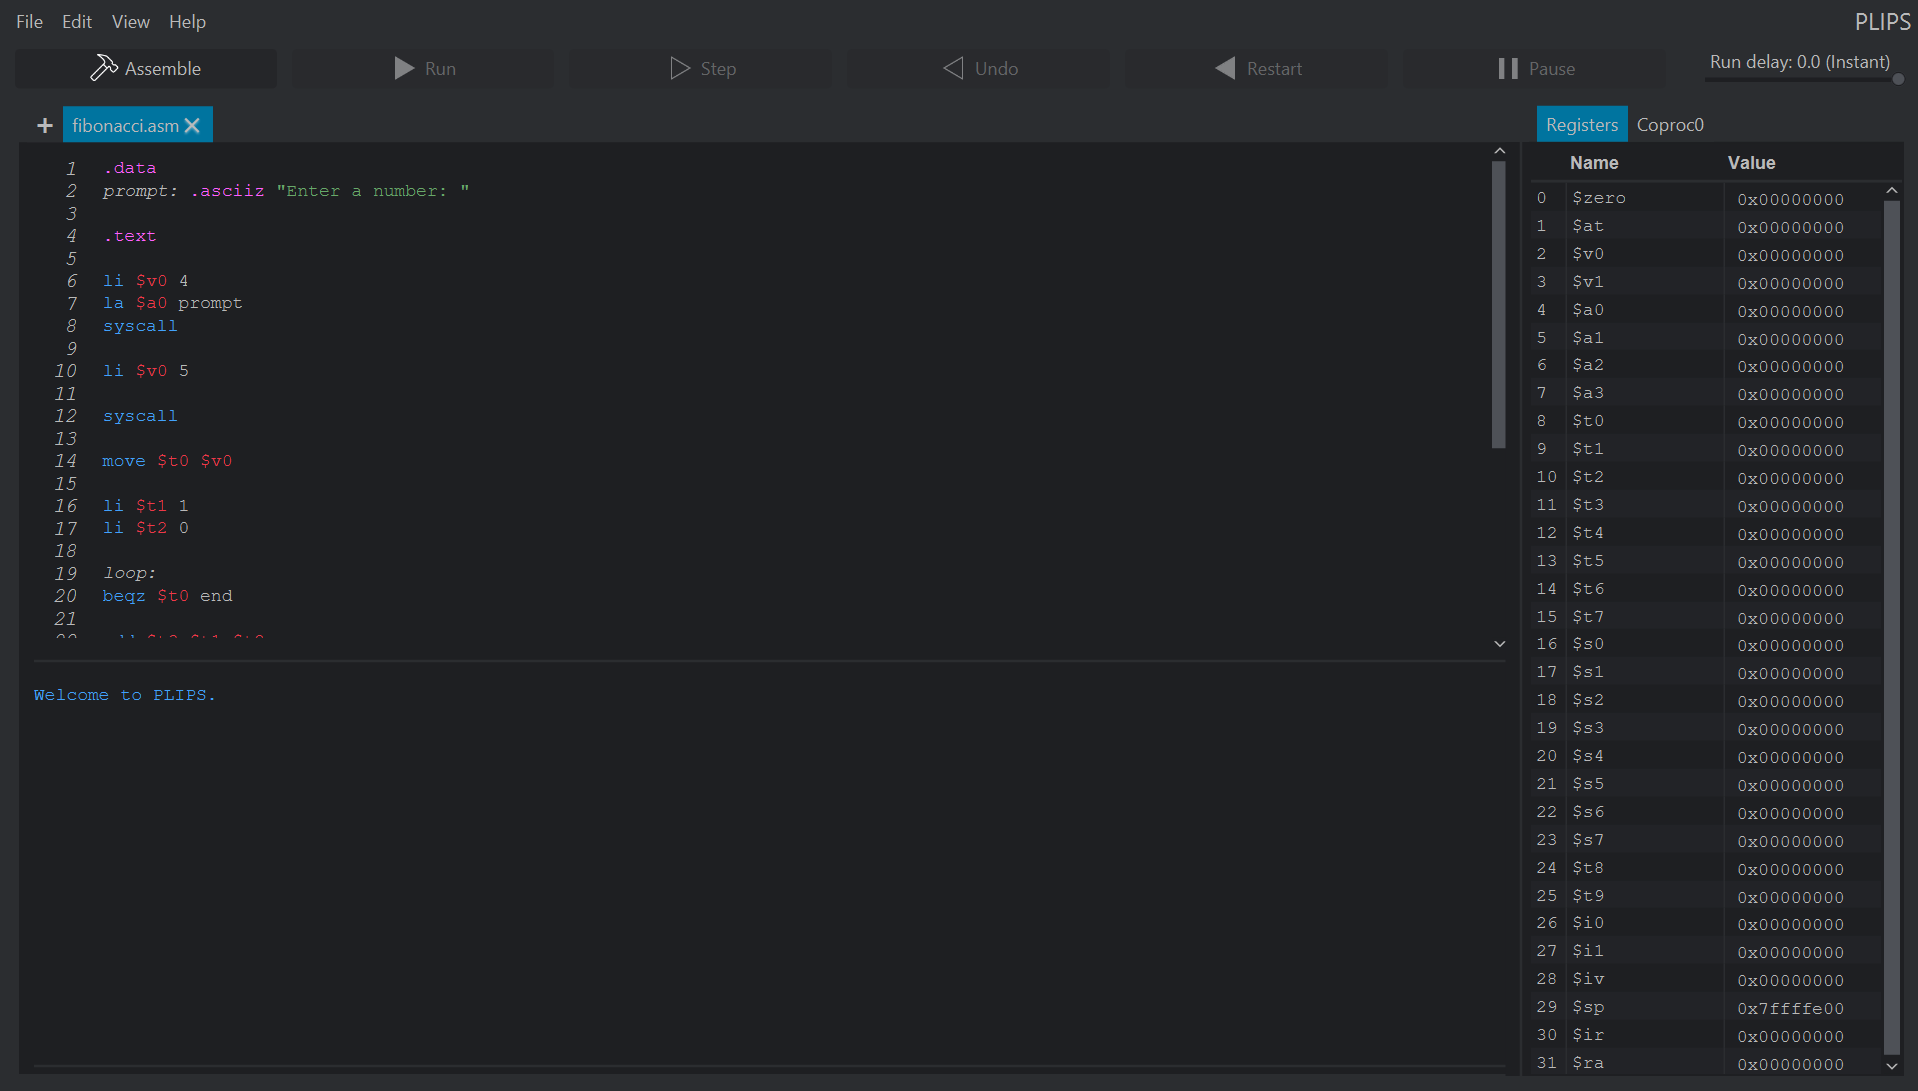 File Edit View Help PLIPS
Assemble Run Step Undo Restart Pause Run delay: 0.0 (Instant)
+ fibonacci.asm
1 .data
2 prompt: .asciiz "Enter a number: "
3
4 .text
5
6 li $v0 4
7 la $a0 prompt
8 syscall
9
10 li $v0 5
11
12 syscall
13
14 move $t0 $v0
15
16 li $t1 1
17 li $t2 0
18
19 loop:
20 beqz $t0 end
21
Welcome to PLIPS.
Registers Coproc0
Name Value
0 $zero 0x00000000
1 $at 0x00000000
2 $v0 0x00000000
3 $v1 0x00000000
4 $a0 0x00000000
5 $a1 0x00000000
6 $a2 0x00000000
7 $a3 0x00000000
8 $t0 0x00000000
9 $t1 0x00000000
10 $t2 0x00000000
11 $t3 0x00000000
12 $t4 0x00000000
13 $t5 0x00000000
14 $t6 0x00000000
15 $t7 0x00000000
16 $s0 0x00000000
17 $s1 0x00000000
18 $s2 0x00000000
19 $s3 0x00000000
20 $s4 0x00000000
21 $s5 0x00000000
22 $s6 0x00000000
23 $s7 0x00000000
24 $t8 0x00000000
25 $t9 0x00000000
26 $i0 0x00000000
27 $i1 0x00000000
28 $iv 0x00000000
29 $sp 0x7ffffe00
30 $ir 0x00000000
31 $ra 0x00000000